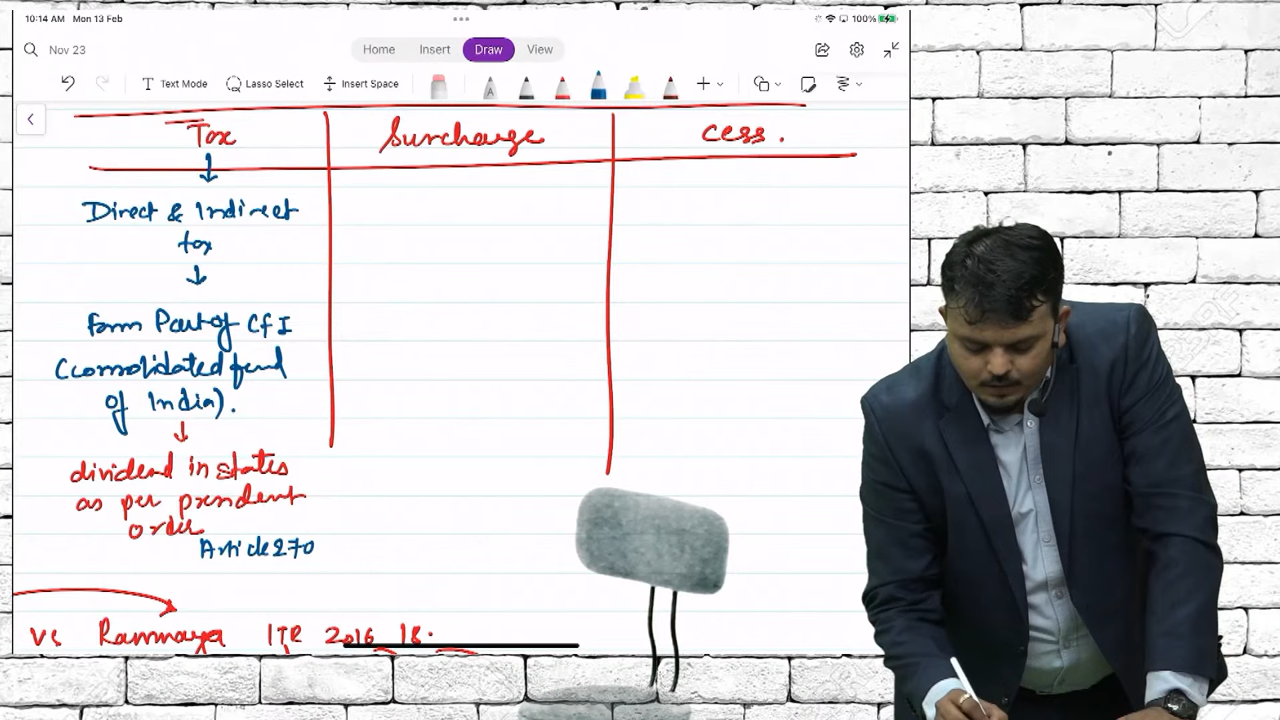 10:14 AM Mon 13 Feb
100%
Nov 23
Home Insert Draw View
Text Mode Lasso Select Insert Space
Tax Surcharge Cess.
Direct & Indirect
tax
form Part of CFI
(consolidated fund
of India).
dividend in states
as per president
order
Article 270
vs Rammaya ITR 2016 18.